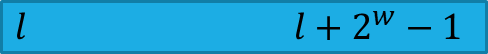 l l + 2^w − 1